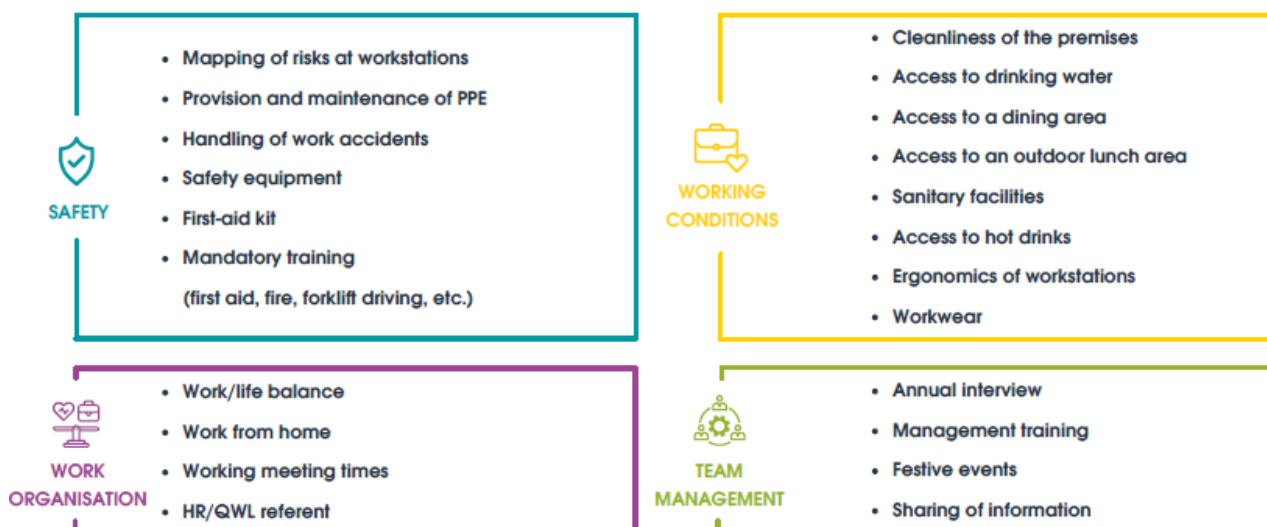 SAFETY
• Mapping of risks at workstations
• Provision and maintenance of PPE
• Handling of work accidents
• Safety equipment
• First-aid kit
• Mandatory training
(first aid, fire, forklift driving, etc.)
WORKING
CONDITIONS
• Cleanliness of the premises
• Access to drinking water
• Access to a dining area
• Access to an outdoor lunch area
• Sanitary facilities
• Access to hot drinks
• Ergonomics of workstations
• Workwear
WORK
ORGANISATION
• Work/life balance
• Work from home
• Working meeting times
• HR/QWL referent
TEAM
MANAGEMENT
• Annual interview
• Management training
• Festive events
• Sharing of information